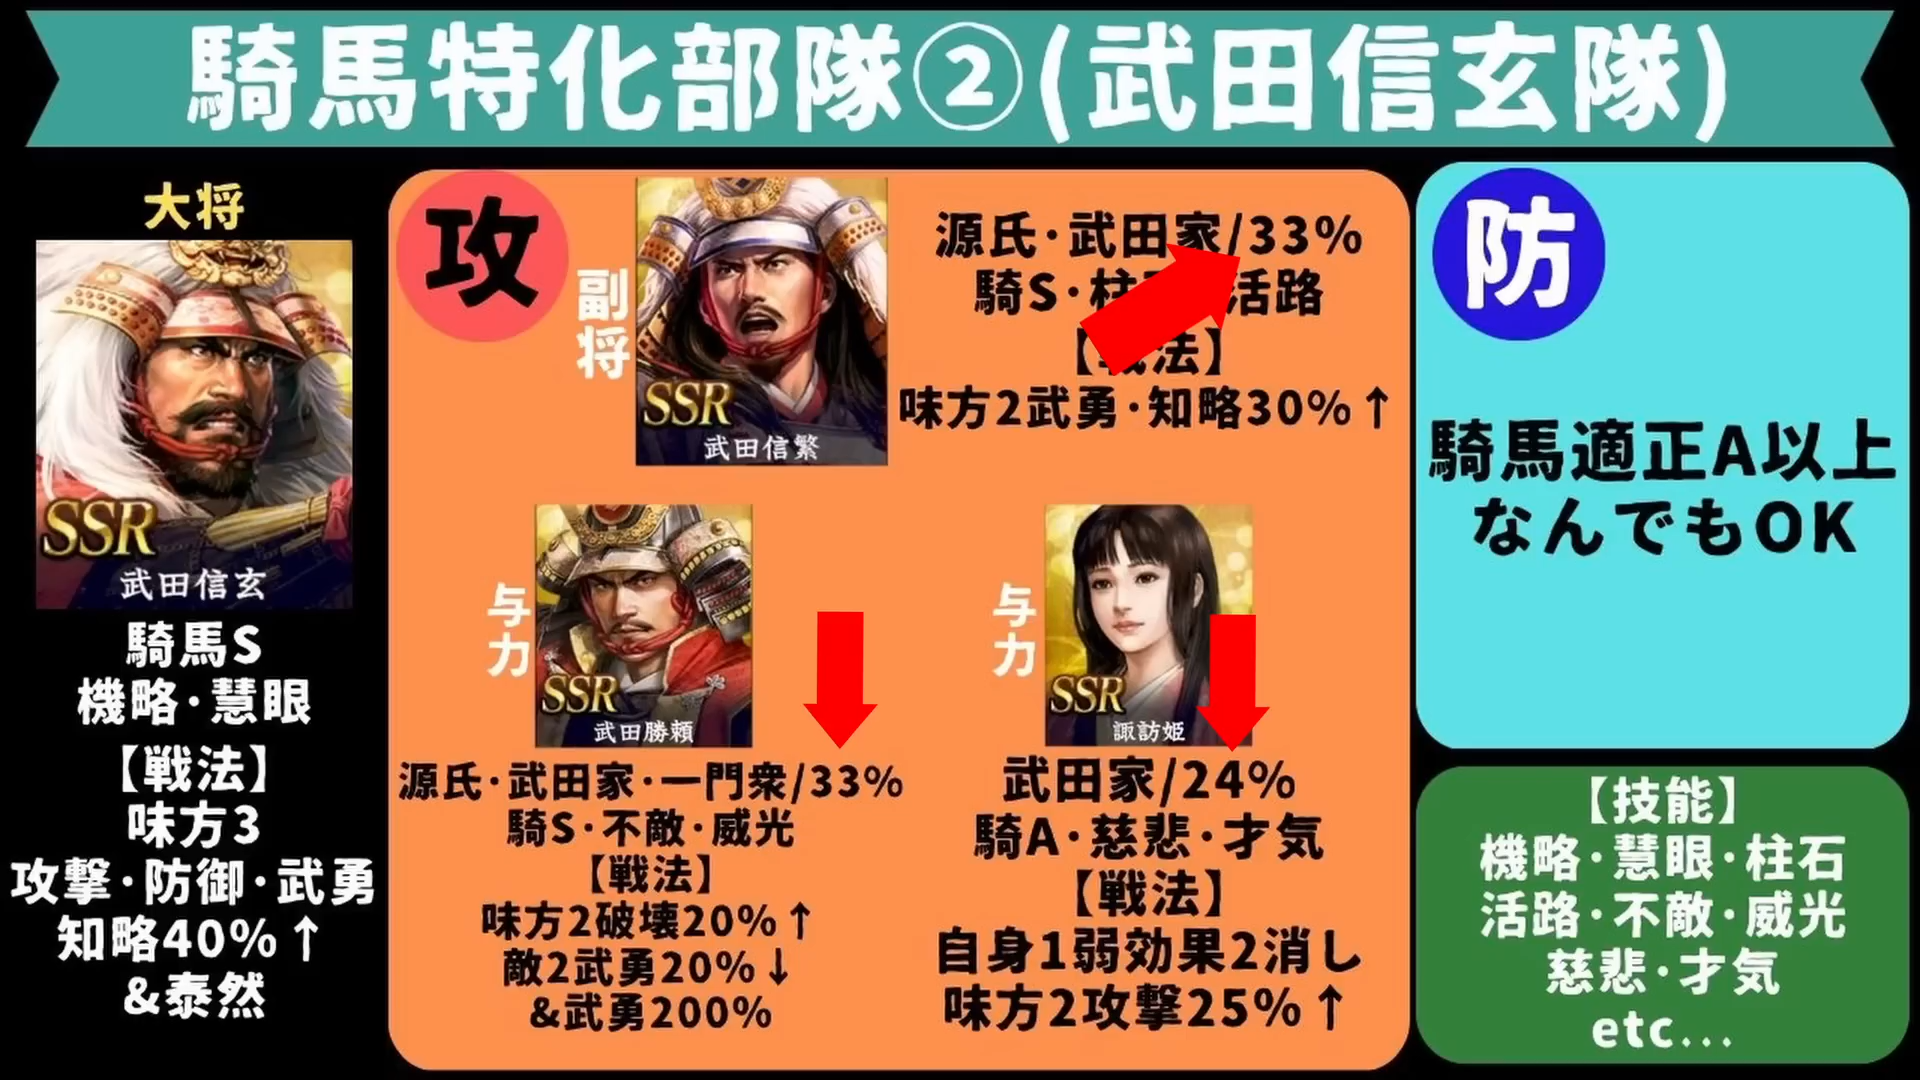 騎馬特化部隊②(武田信玄隊)
大将
SSR
武田信玄
騎馬S
機略·慧眼
【戦法】
味方3
攻撃·防御·武勇
知略40%↑
&泰然
攻
副将
SSR
武田信繁
源氏·武田家/33%
騎S·柱 活路
【戦法】
味方2武勇·知略30%↑
与力
SSR
武田勝頼
源氏·武田家·一門衆/33%
騎S·不敵·威光
【戦法】
味方2破壊20%↑
敵2武勇20%↓
&武勇200%
与力
SSR
諏訪姫
武田家/24%
騎A·慈悲·才気
【戦法】
自身1弱効果2消し
味方2攻撃25%↑
防
騎馬適正A以上
なんでもOK
【技能】
機略·慧眼·柱石
活路·不敵·威光
慈悲·才気
etc...